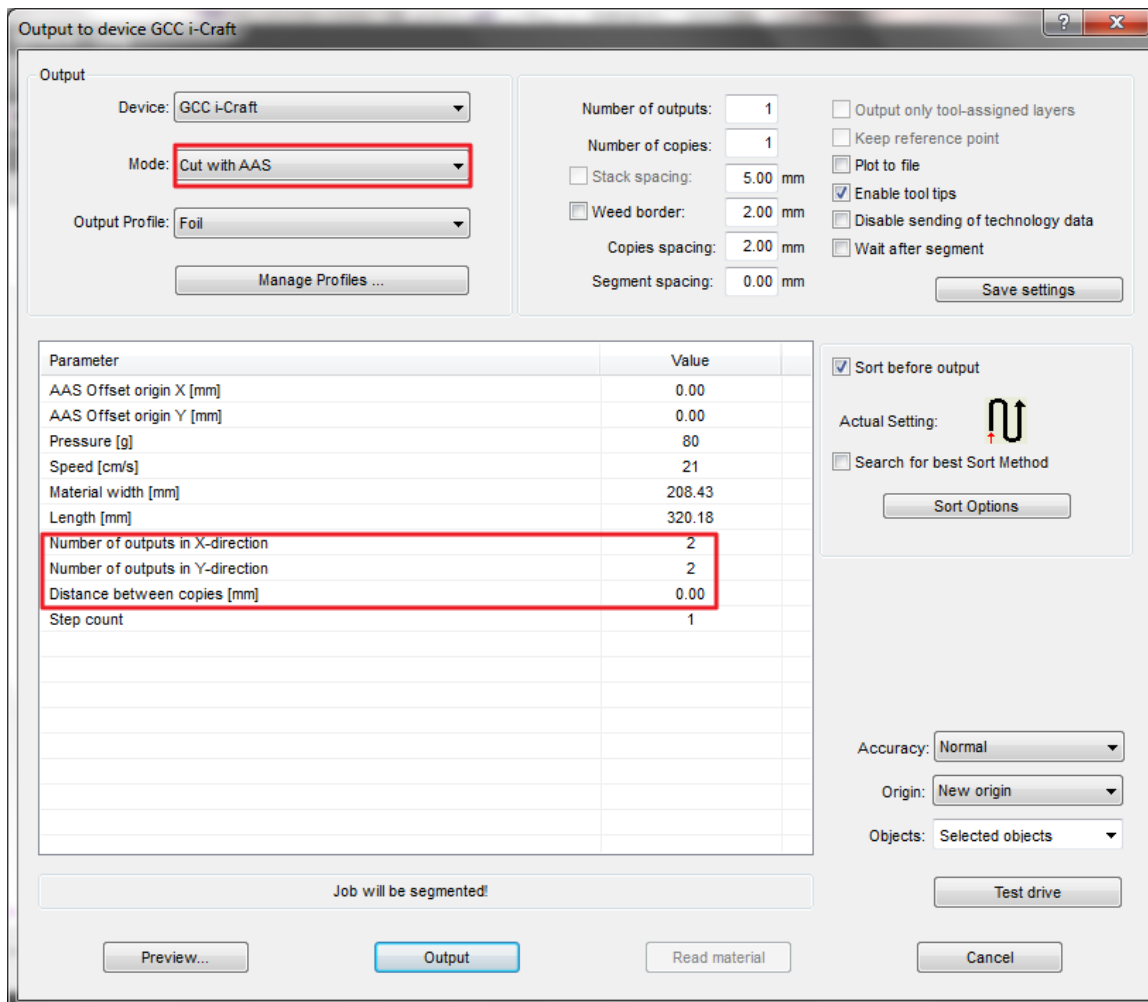 Output to device GCC i-Craft
Output
Device: GCC i-Craft
Mode: Cut with AAS
Output Profile: Foil
Manage Profiles ...
Number of outputs: 1
Number of copies: 1
Stack spacing: 5.00 mm
Weed border: 2.00 mm
Copies spacing: 2.00 mm
Segment spacing: 0.00 mm
Output only tool-assigned layers
Keep reference point
Plot to file
Enable tool tips
Disable sending of technology data
Wait after segment
Save settings
Parameter Value
AAS Offset origin X [mm] 0.00
AAS Offset origin Y [mm] 0.00
Pressure [g] 80
Speed [cm/s] 21
Material width [mm] 208.43
Length [mm] 320.18
Number of outputs in X-direction 2
Number of outputs in Y-direction 2
Distance between copies [mm] 0.00
Step count 1
Sort before output
Actual Setting:
Search for best Sort Method
Sort Options
Accuracy: Normal
Origin: New origin
Objects: Selected objects
Job will be segmented!
Test drive
Preview...
Output
Read material
Cancel